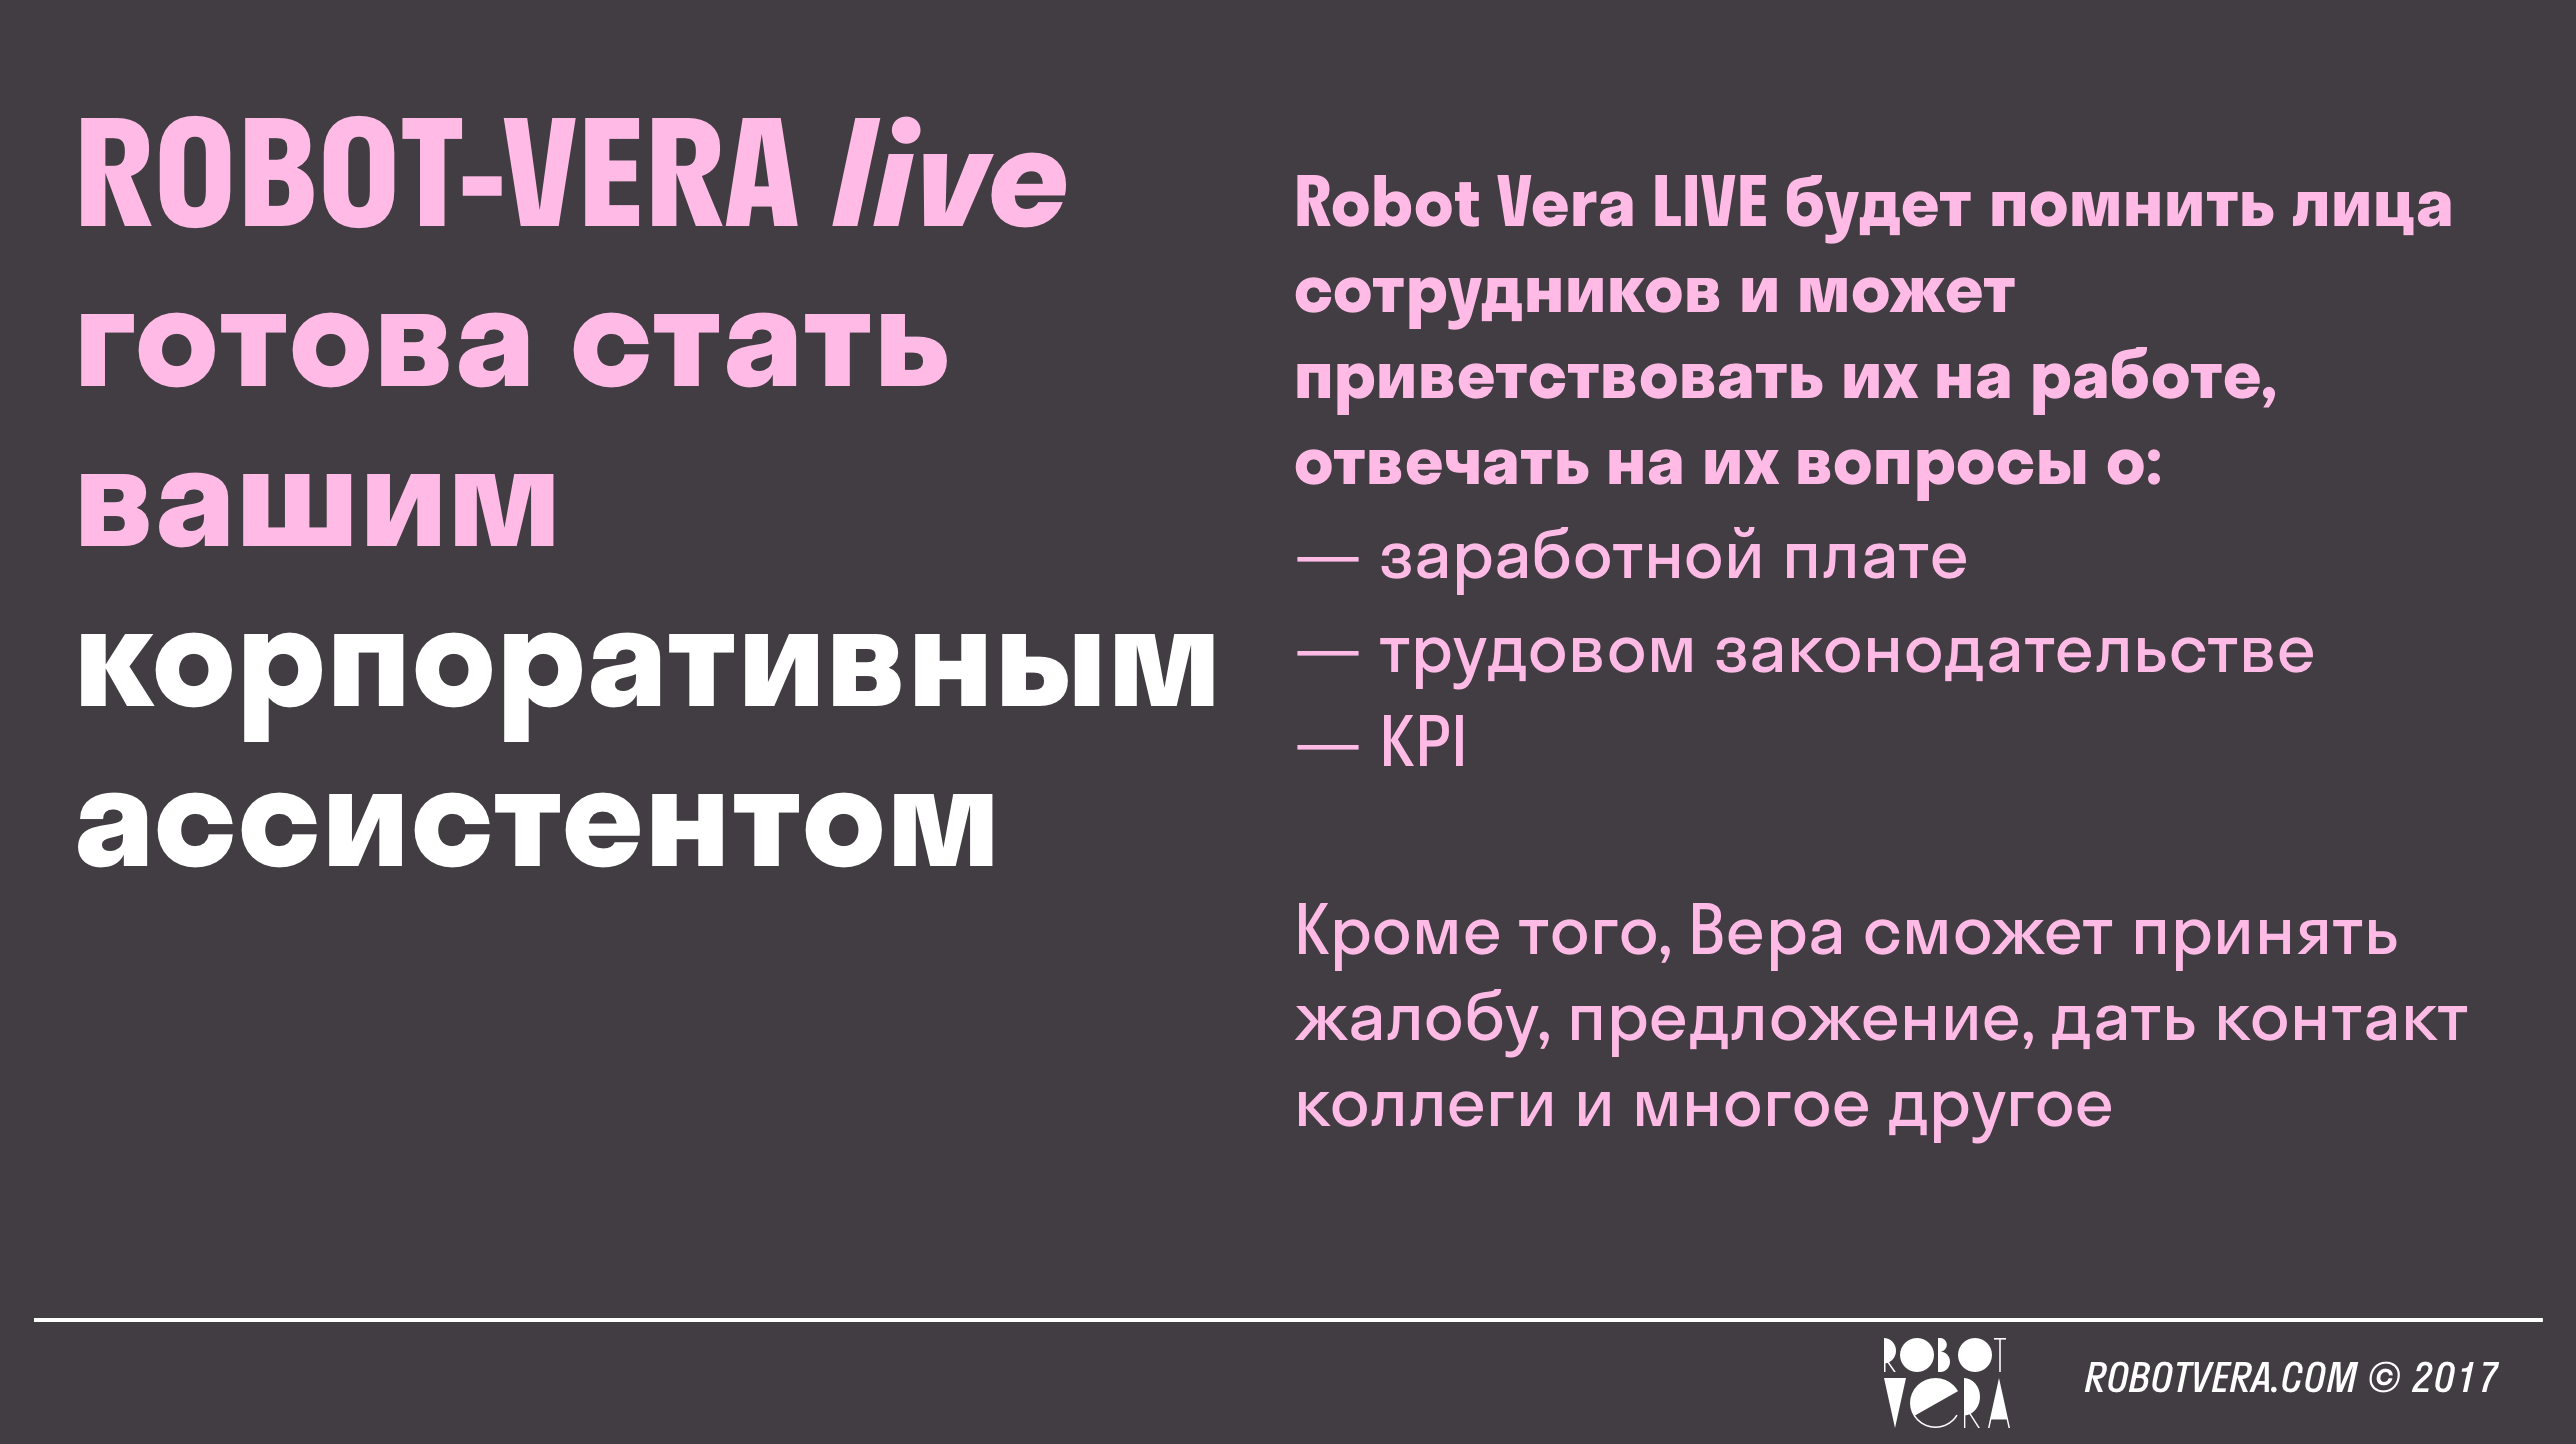 ROBOT-VERA live
готова стать
вашим
корпоративным
ассистентом
Robot Vera LIVE будет помнить лица
сотрудников и может
приветствовать их на работе,
отвечать на их вопросы о:
— заработной плате
— трудовом законодательстве
— KPI
Кроме того, Вера сможет принять
жалобу, предложение, дать контакт
коллеги и многое другое
ROBOT
VERA
ROBOTVERA.COM © 2017